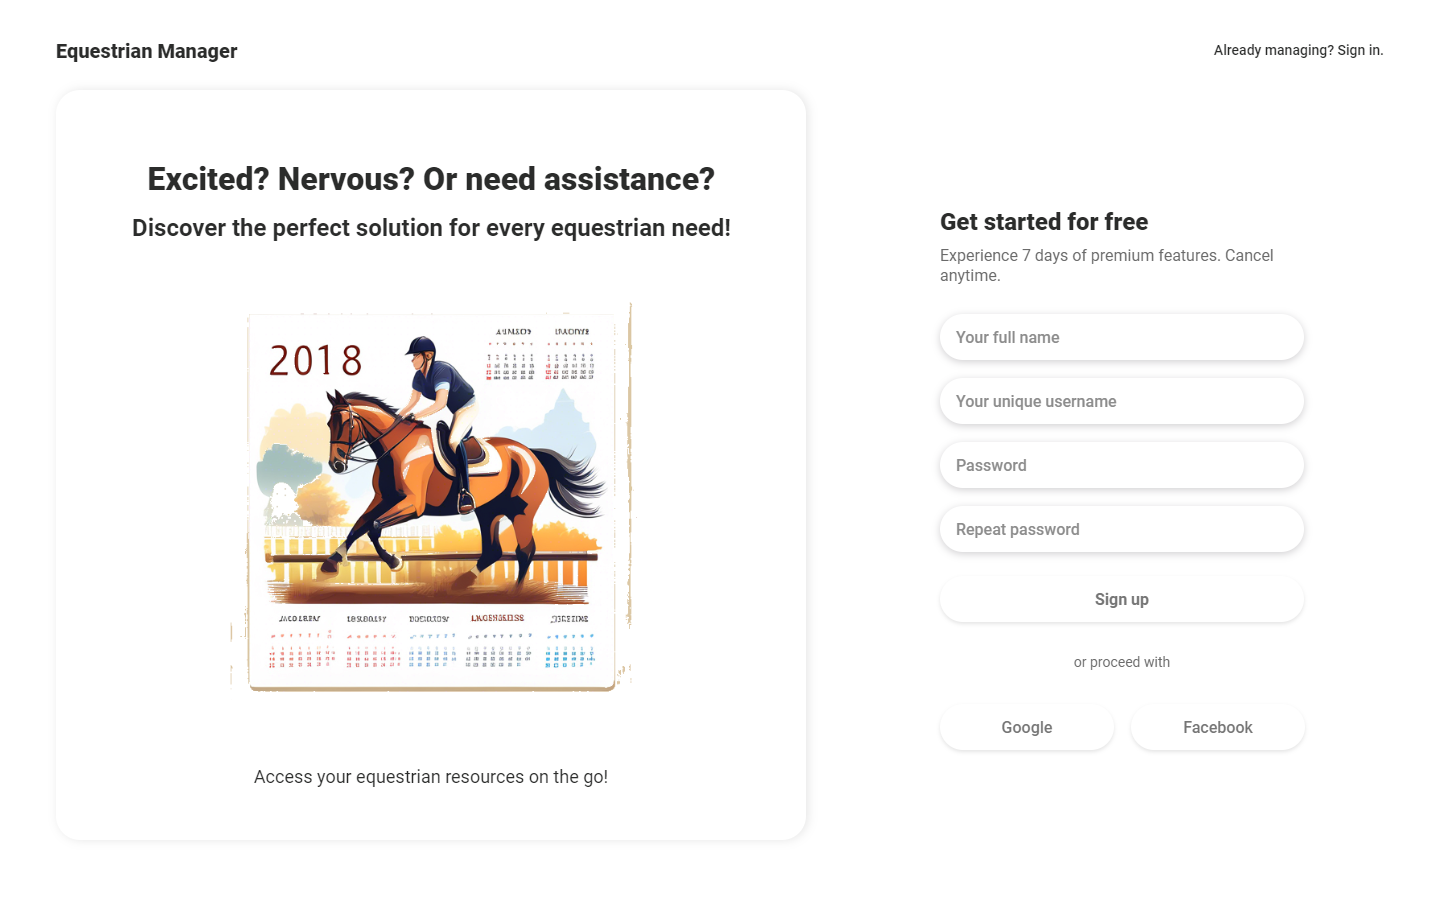 Equestrian Manager
Already managing? Sign in.
Excited? Nervous? Or need assistance?
Discover the perfect solution for every equestrian need!
2018
Access your equestrian resources on the go!
Get started for free
Experience 7 days of premium features. Cancel
anytime.
Your full name
Your unique username
Password
Repeat password
Sign up
or proceed with
Google
Facebook